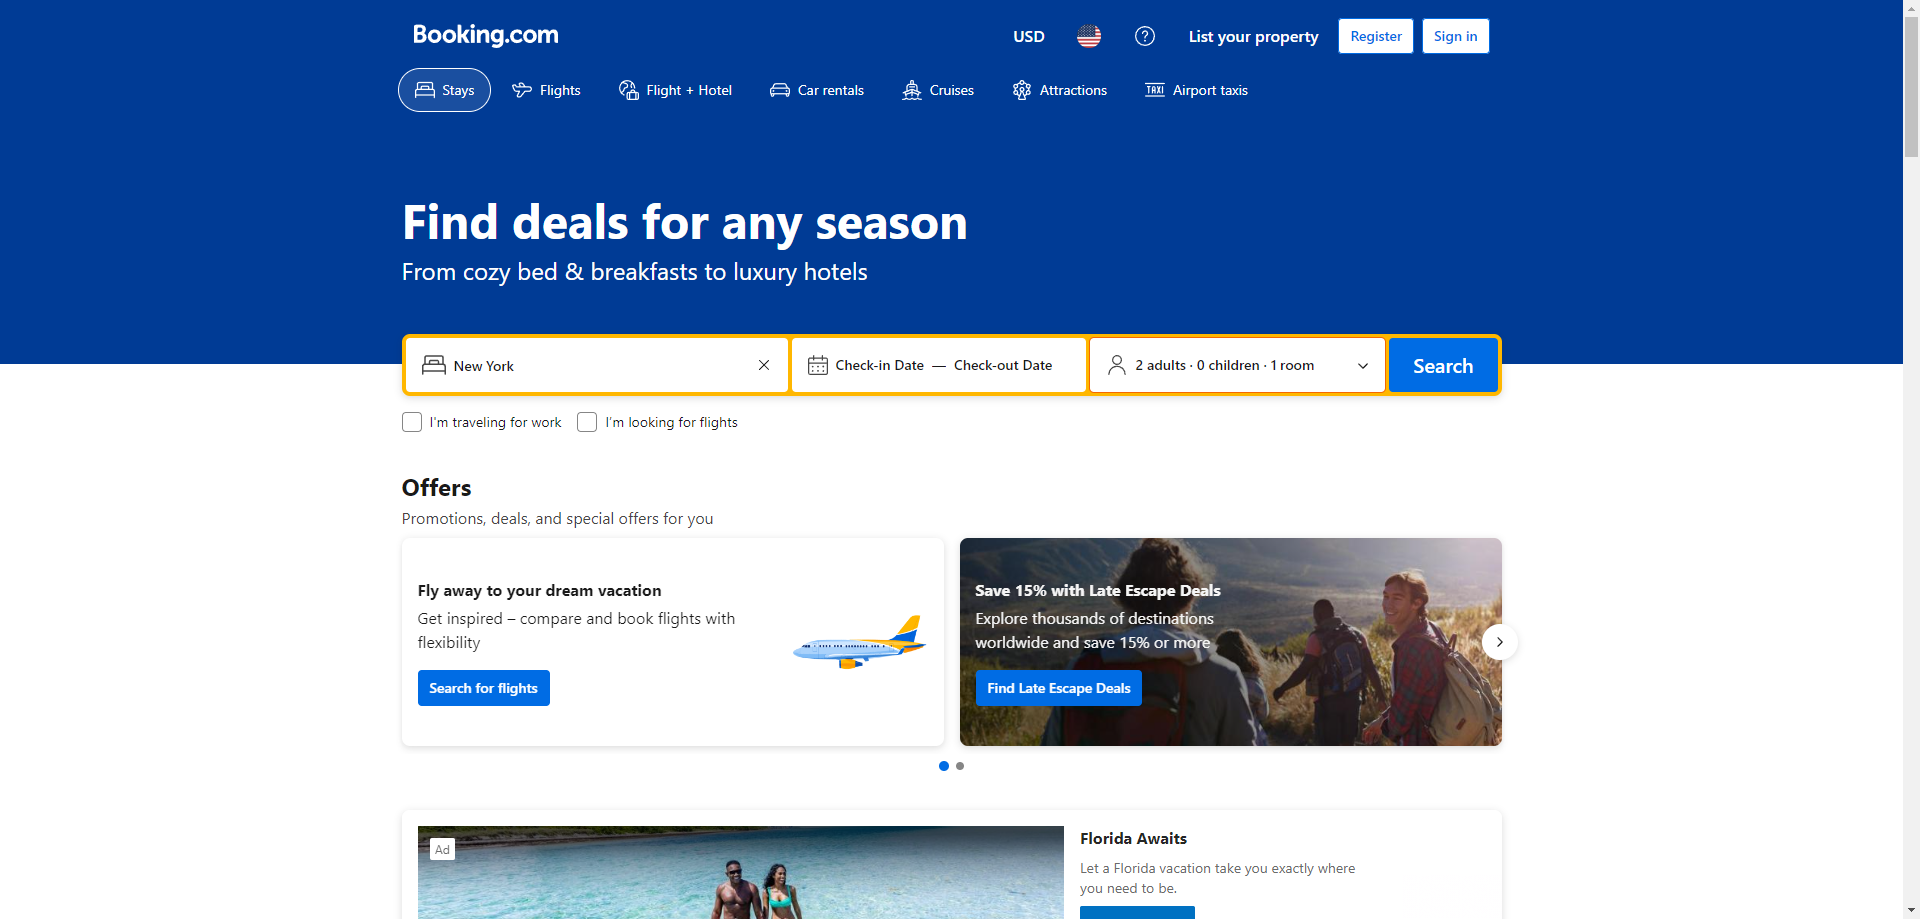 Booking.com
USD
List your property
Register
Sign in
Stays
Flights
Flight + Hotel
Car rentals
Cruises
Attractions
TAXI
Airport taxis
Find deals for any season
From cozy bed & breakfasts to luxury hotels
New York
Check-in Date — Check-out Date
2 adults · 0 children · 1 room
Search
I'm traveling for work
I'm looking for flights
Offers
Promotions, deals, and special offers for you
Fly away to your dream vacation
Get inspired – compare and book flights with
flexibility
Search for flights
Save 15% with Late Escape Deals
Explore thousands of destinations
worldwide and save 15% or more
Find Late Escape Deals
Ad
Florida Awaits
Let a Florida vacation take you exactly where
you need to be.